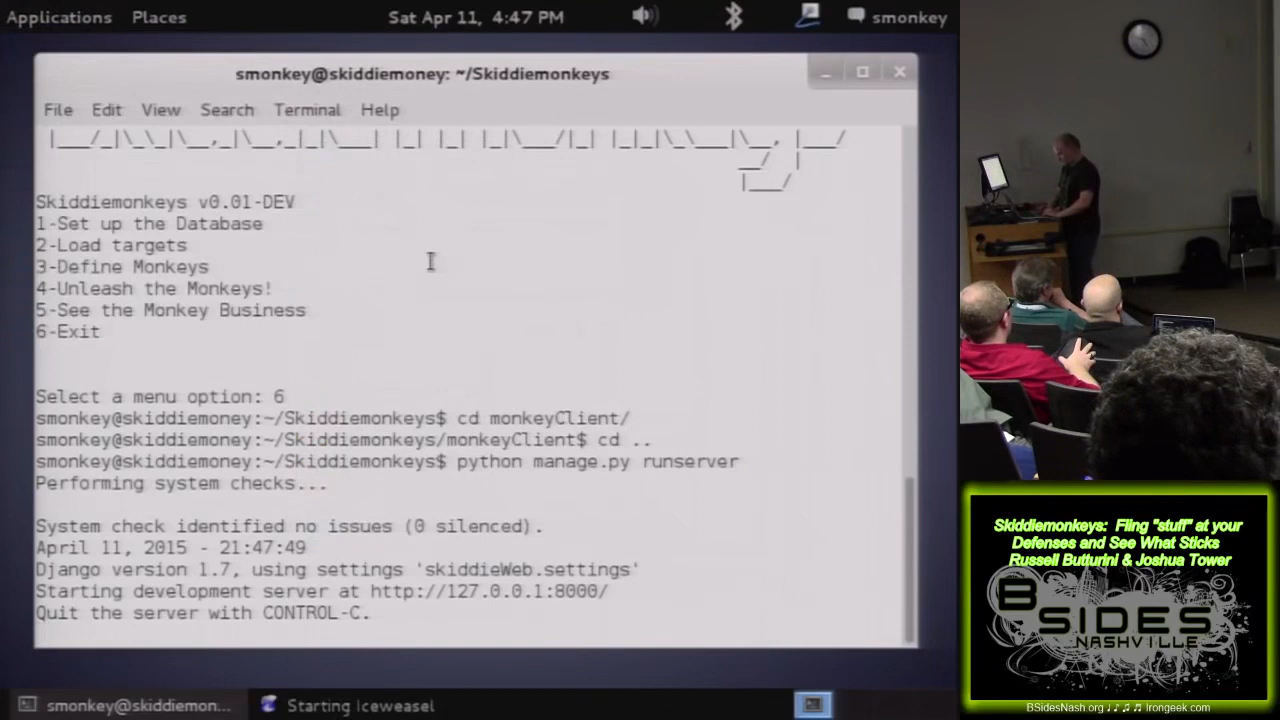 Applications Places Sat Apr 11, 4:47 PM smonkey
smonkey@skiddiemoney: ~/Skiddiemonkeys
File Edit View Search Terminal Help
Skiddiemonkeys v0.01-DEV
1-Set up the Database
2-Load targets
3-Define Monkeys
4-Unleash the Monkeys!
5-See the Monkey Business
6-Exit
Select a menu option: 6
smonkey@skiddiemoney:~/Skiddiemonkeys$ cd monkeyClient/
smonkey@skiddiemoney:~/Skiddiemonkeys/monkeyClient$ cd ..
smonkey@skiddiemoney:~/Skiddiemonkeys$ python manage.py runserver
Performing system checks...
System check identified no issues (0 silenced).
April 11, 2015 - 21:47:49
Django version 1.7, using settings 'skiddieWeb.settings'
Starting development server at http://127.0.0.1:8000/
Quit the server with CONTROL-C.
smonkey@skiddiemon... Starting Iceweasel
Skiddiemonkeys: Fling "stuff" at your
Defenses and See What Sticks
Russell Butturini & Joshua Tower
BSIDES
NASHVILLE
BSidesNash.org ♩♪♫♬ Irongeek.com